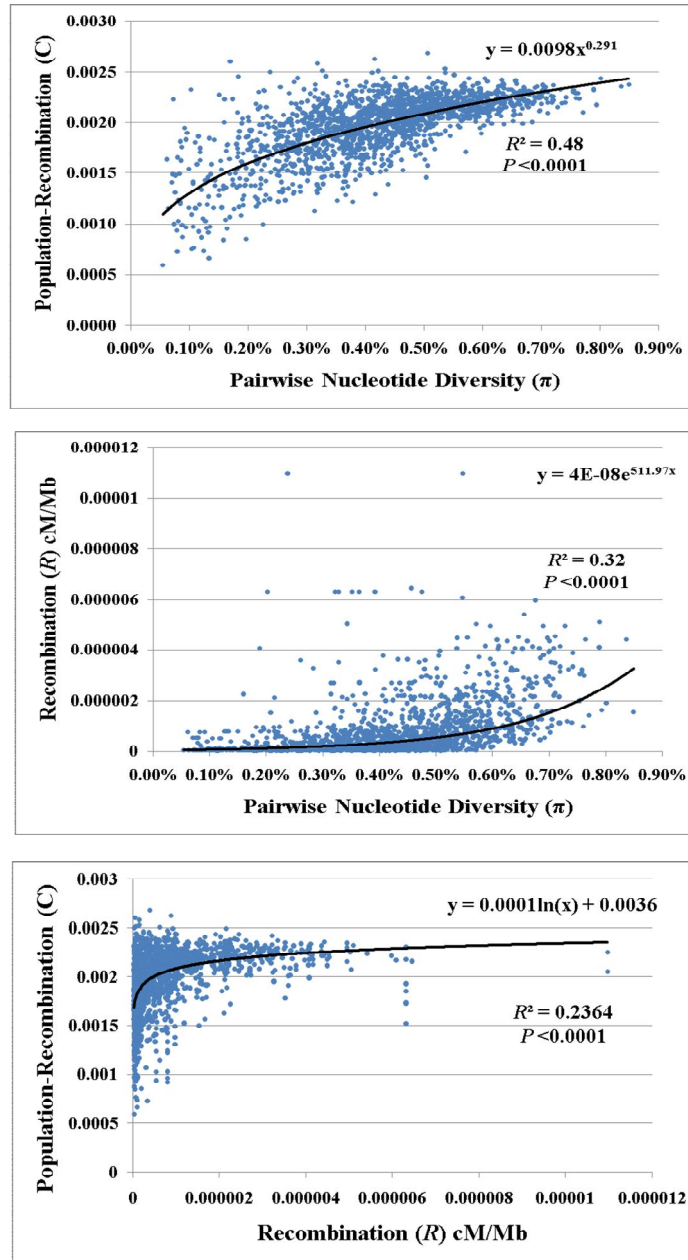 0.0030
0.0025
0.0020
0.0015
0.0010
0.0005
0.0000
Population-Recombination (C)
y = 0.0098x^0.291
R² = 0.48
P <0.0001
0.00% 0.10% 0.20% 0.30% 0.40% 0.50% 0.60% 0.70% 0.80% 0.90%
Pairwise Nucleotide Diversity (π)
0.000012
0.00001
0.000008
0.000006
0.000004
0.000002
0
Recombination (R) cM/Mb
y = 4E-08e^511.97x
R² = 0.32
P <0.0001
0.00% 0.10% 0.20% 0.30% 0.40% 0.50% 0.60% 0.70% 0.80% 0.90%
Pairwise Nucleotide Diversity (π)
0.003
0.0025
0.002
0.0015
0.001
0.0005
0
Population-Recombination (C)
y = 0.0001ln(x) + 0.0036
R² = 0.2364
P <0.0001
0 0.000002 0.000004 0.000006 0.000008 0.00001 0.000012
Recombination (R) cM/Mb